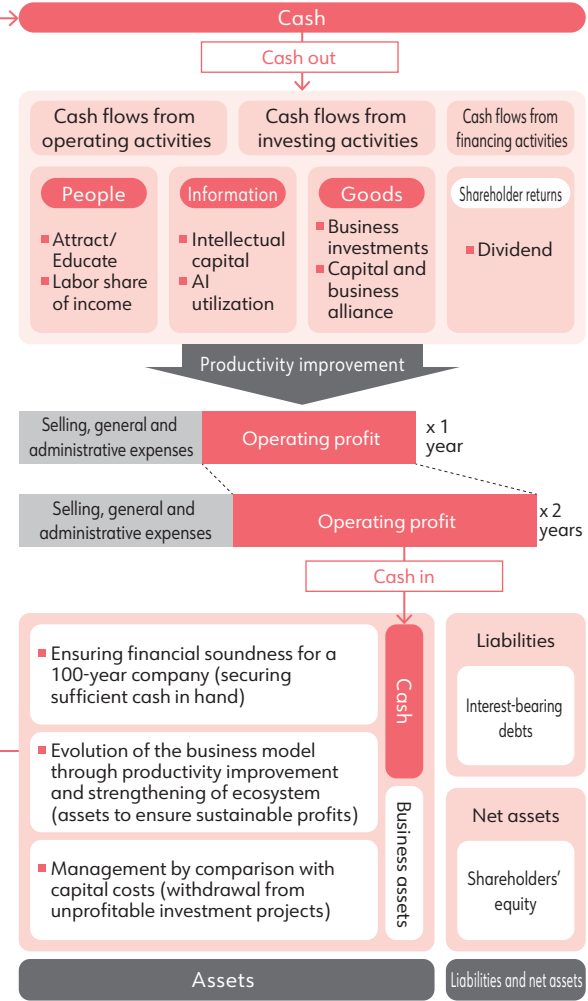 Cash
Cash out
Cash flows from
operating activities
Cash flows from
investing activities
Cash flows from
financing activities
People
■ Attract/
Educate
■ Labor share
of income
Information
■ Intellectual
capital
■ AI
utilization
Goods
■ Business
investments
■ Capital and
business
alliance
Shareholder returns
■ Dividend
Productivity improvement
Selling, general and
administrative expenses
Operating profit
x 1
year
Selling, general and
administrative expenses
Operating profit
x 2
years
Cash in
■ Ensuring financial soundness for a
100-year company (securing
sufficient cash in hand)
■ Evolution of the business model
through productivity improvement
and strengthening of ecosystem
(assets to ensure sustainable profits)
■ Management by comparison with
capital costs (withdrawal from
unprofitable investment projects)
Cash
Business assets
Liabilities
Interest-bearing
debts
Net assets
Shareholders'
equity
Assets
Liabilities and net assets